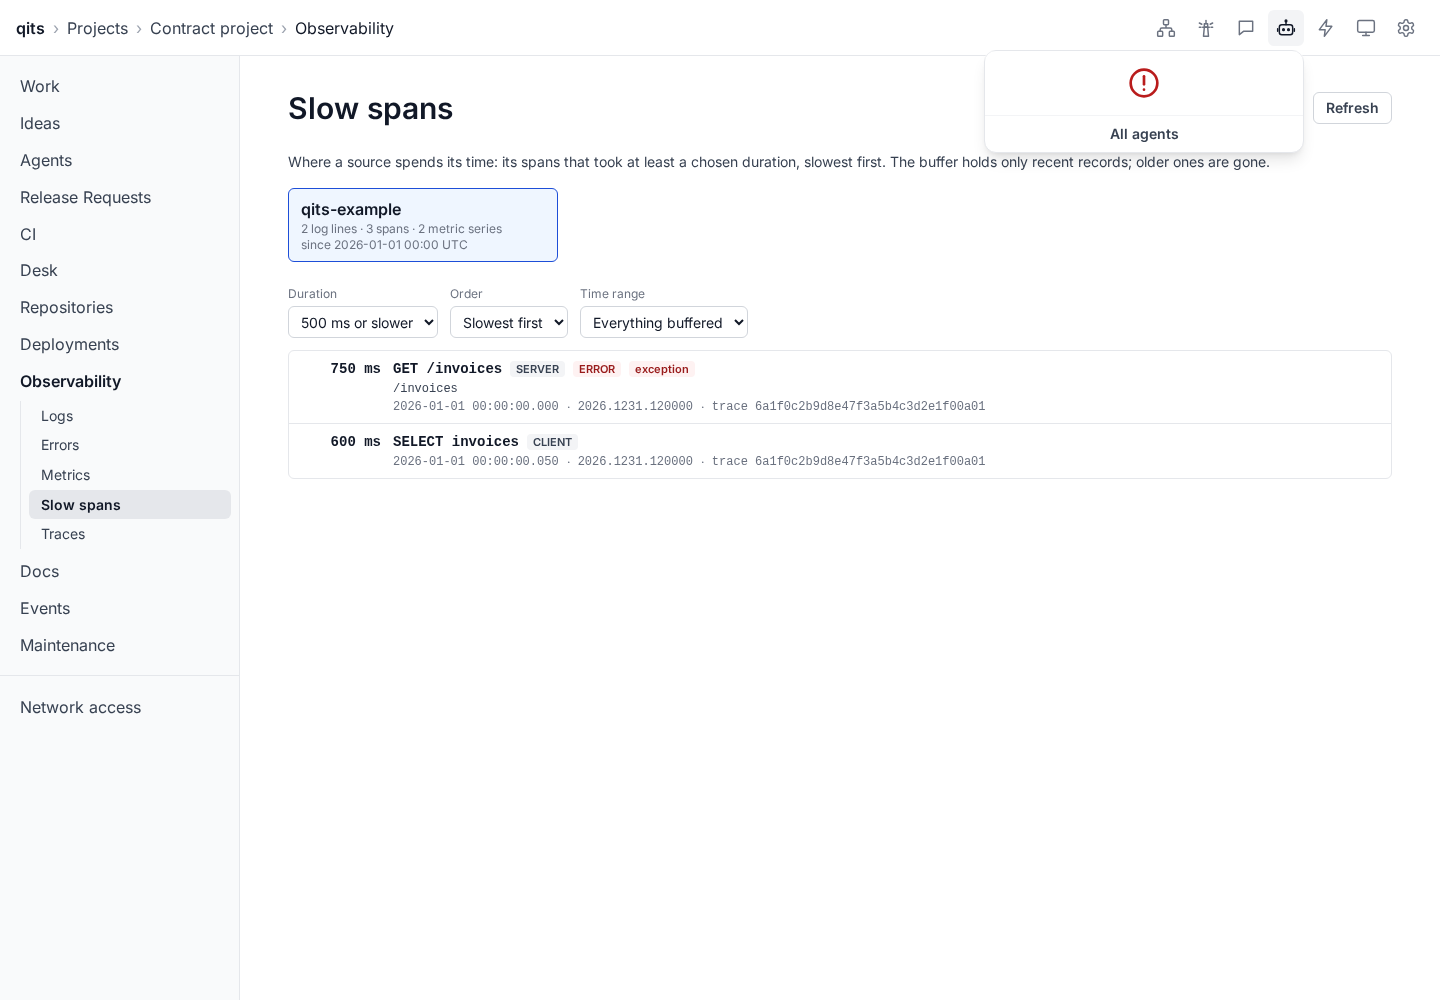 qits › Projects › Contract project › Observability
Work
Ideas
Agents
Release Requests
CI
Desk
Repositories
Deployments
Observability
Logs
Errors
Metrics
Slow spans
Traces
Docs
Events
Maintenance
Network access
All agents
Slow spans
Refresh
Where a source spends its time: its spans that took at least a chosen duration, slowest first. The buffer holds only recent records; older ones are gone.
qits-example
2 log lines · 3 spans · 2 metric series
since 2026-01-01 00:00 UTC
Duration Order Time range
500 ms or slower Slowest first Everything buffered
750 ms GET /invoices SERVER ERROR exception
/invoices
2026-01-01 00:00:00.000 · 2026.1231.120000 · trace 6a1f0c2b9d8e47f3a5b4c3d2e1f00a01
600 ms SELECT invoices CLIENT
2026-01-01 00:00:00.050 · 2026.1231.120000 · trace 6a1f0c2b9d8e47f3a5b4c3d2e1f00a01